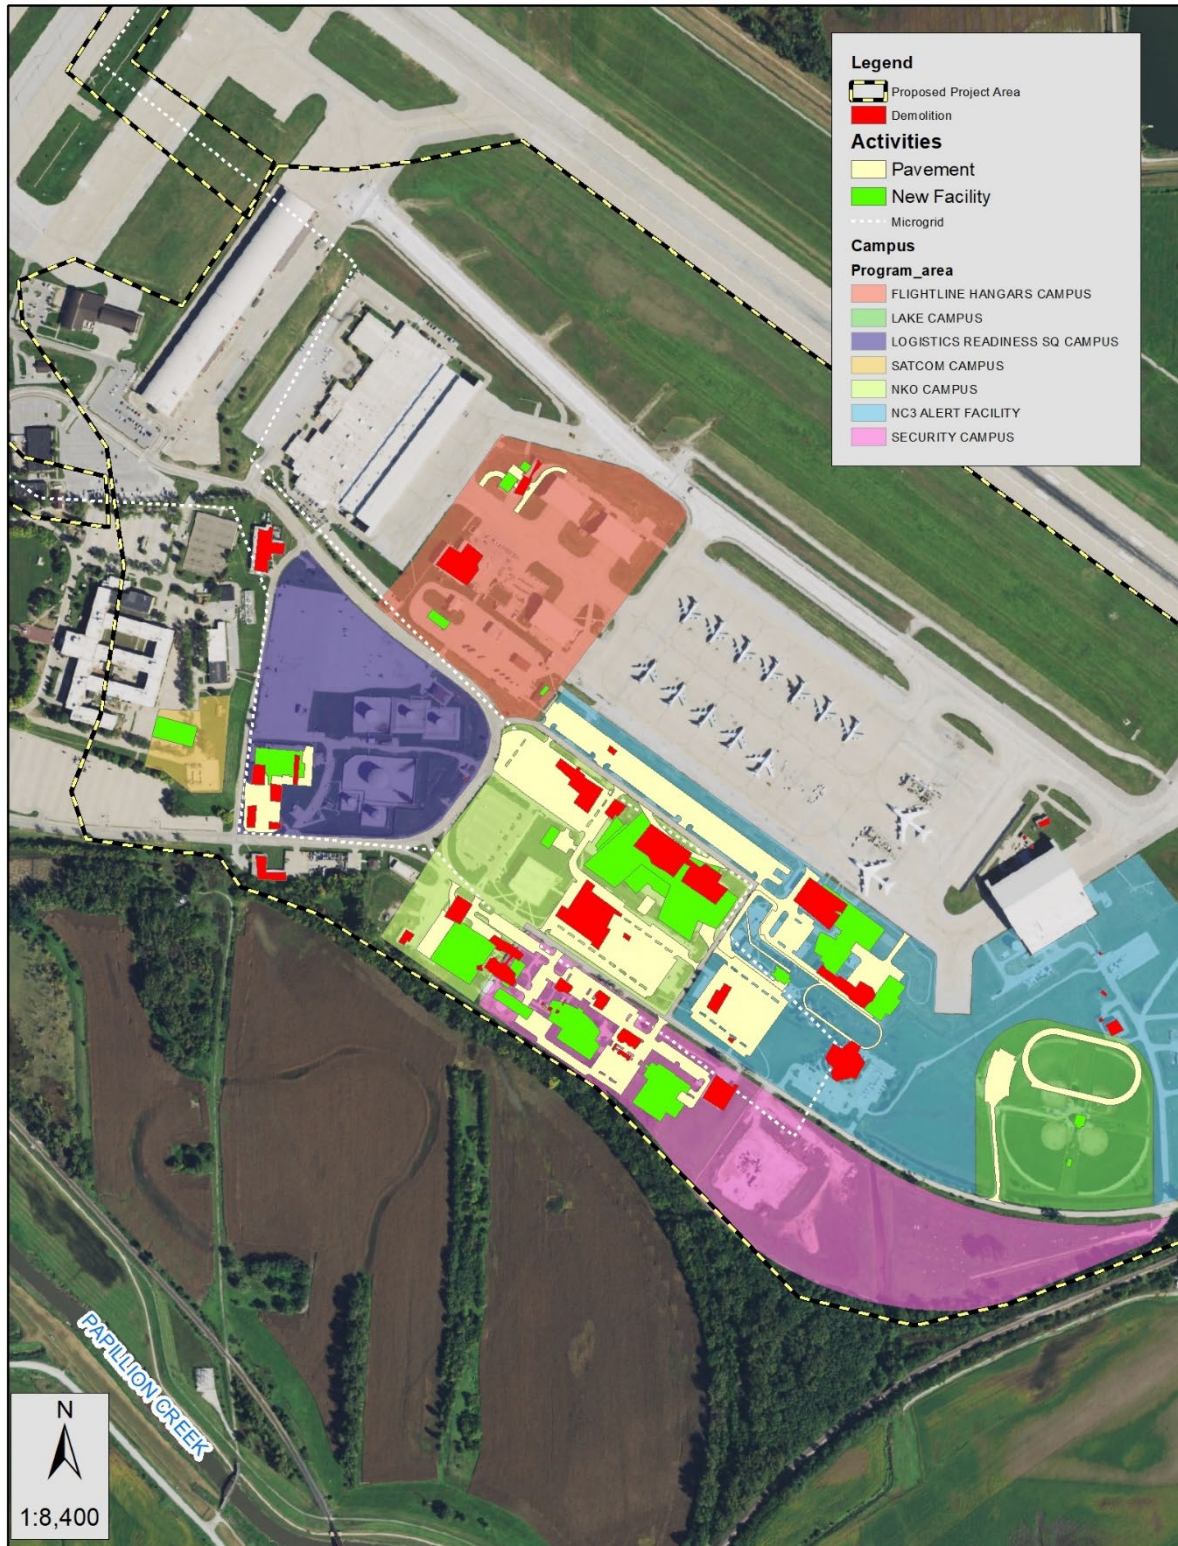 Legend
Proposed Project Area
Demolition
Activities
Pavement
New Facility
Microgrid
Campus
Program_area
FLIGHTLINE HANGARS CAMPUS
LAKE CAMPUS
LOGISTICS READINESS SQ CAMPUS
SATCOM CAMPUS
NKO CAMPUS
NC3 ALERT FACILITY
SECURITY CAMPUS
PAPILLION CREEK
N
1:8,400